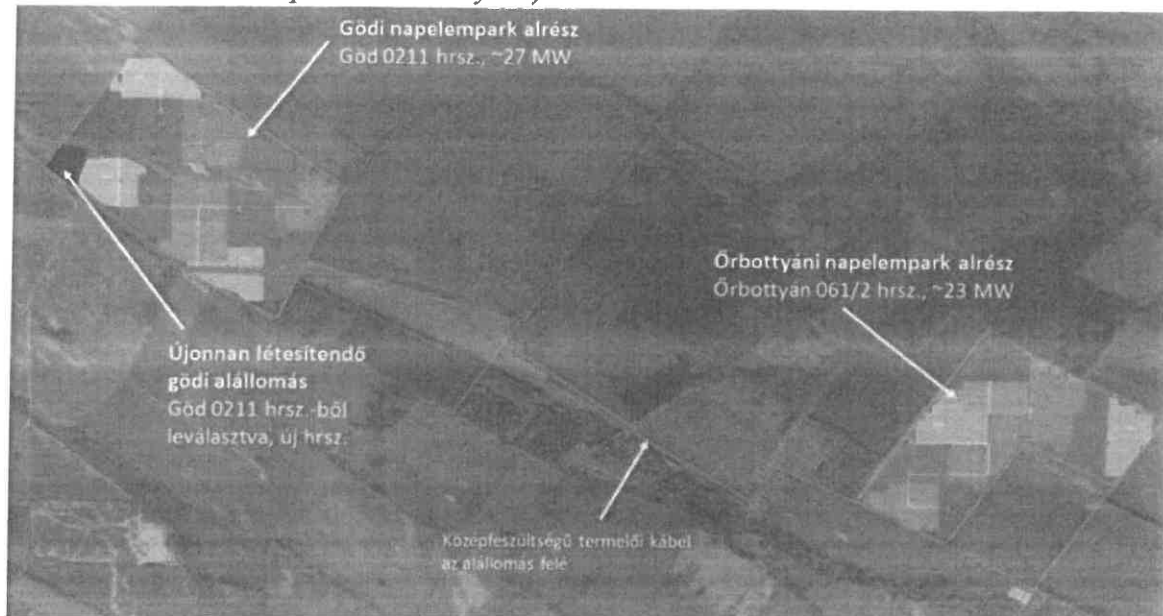 Gödi napelempark alrész
Göd 0211 hrsz., ~27 MW
Őrbottyáni napelempark alrész
Őrbottyán 061/2 hrsz., ~23 MW
Újonnan létesítendő
gödi alállomás
Göd 0211 hrsz.-ből
leválasztva, új hrsz.
Középfeszültségű termelői kábel
az alállomás felé